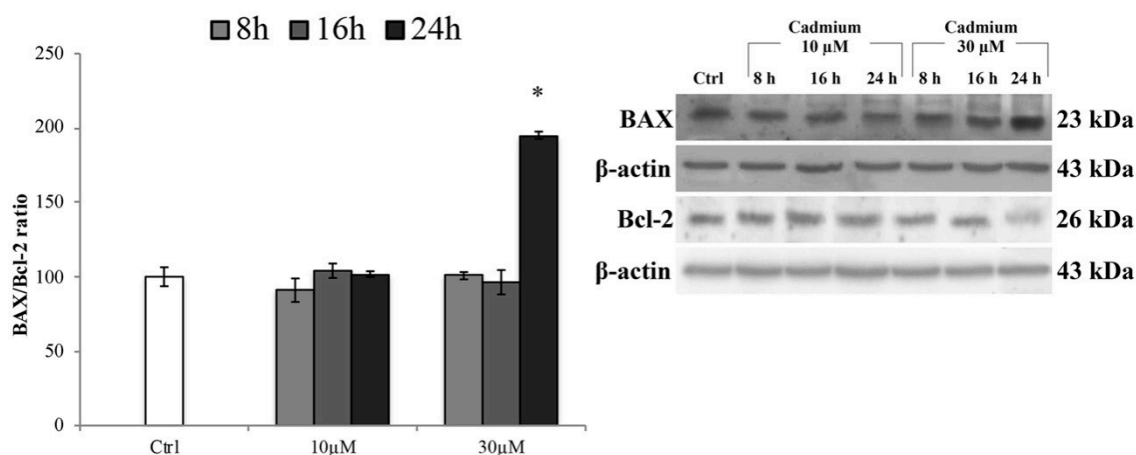 8h 16h 24h
250
200
150
100
50
0
BAX/Bcl-2 ratio
*
Ctrl 10µM 30µM
Cadmium Cadmium
10 µM 30 µM
Ctrl 8 h 16 h 24 h 8 h 16 h 24 h
BAX 23 kDa
β-actin 43 kDa
Bcl-2 26 kDa
β-actin 43 kDa